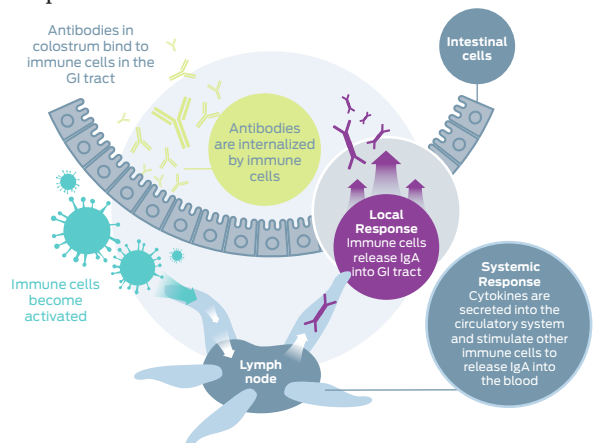 Antibodies in
colostrum bind to
immune cells in the
GI tract
Intestinal
cells
Antibodies
are internalized
by immune
cells
Local
Response
Immune cells
release IgA
into GI tract
Immune cells
become
activated
Lymph
node
Systemic
Response
Cytokines are
secreted into the
circulatory system
and stimulate other
immune cells to
release IgA into
the blood